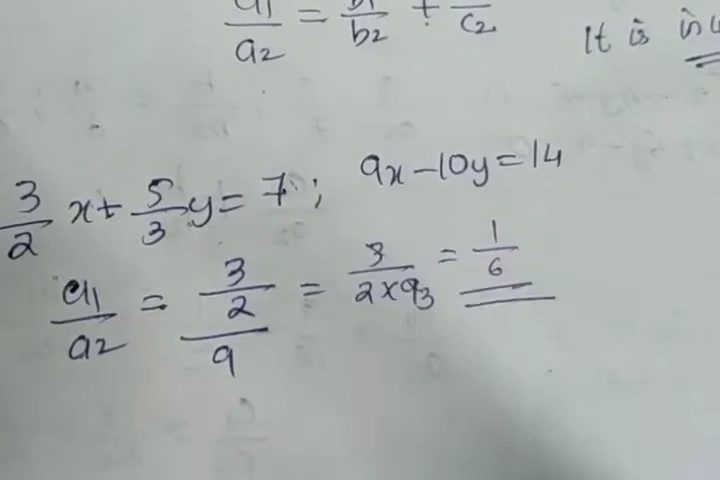 a1/a2 = b1/b2 ≠ /c2
It is in
3/2 x + 5/3 y = 7 ; 9x - 10y = 14
a1/a2 = (3/2)/9 = 3/(2×9 3) = 1/6